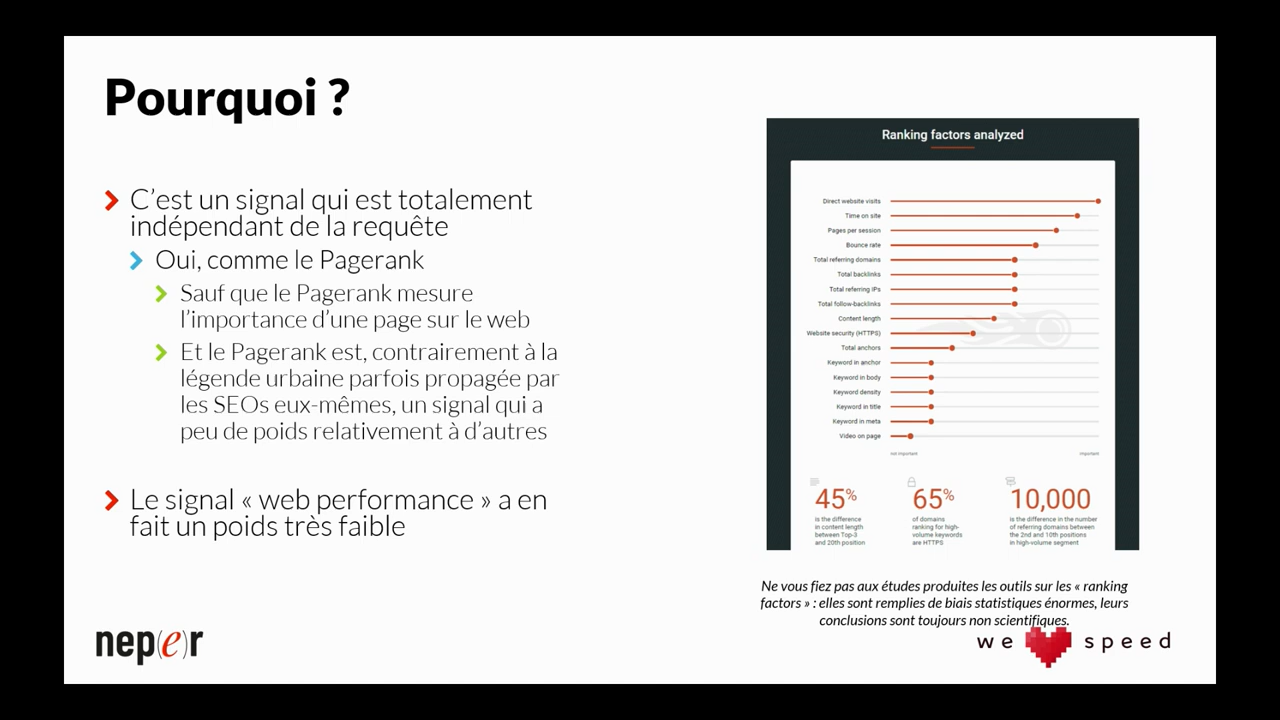 Pourquoi ?
C’est un signal qui est totalement
indépendant de la requête
Oui, comme le Pagerank
Sauf que le Pagerank mesure
l’importance d’une page sur le web
Et le Pagerank est, contrairement à la
légende urbaine parfois propagée par
les SEOs eux-mêmes, un signal qui a
peu de poids relativement à d’autres
Le signal « web performance » a en
fait un poids très faible
Ranking factors analyzed
Direct website visits
Time on site
Pages per session
Bounce rate
Total referring domains
Total backlinks
Total referring IPs
Total follow-backlinks
Content length
Website security (HTTPS)
Total anchors
Keyword in anchor
Keyword in body
Keyword density
Keyword in title
Keyword in meta
Video on page
not important
important
45%
is the difference
in content length
between Top-3
and 20th position
65%
of domains
ranking for high-
volume keywords
are HTTPS
10,000
is the difference in the number
of referring domains between
the 2nd and 10th positions
in high-volume segment
Ne vous fiez pas aux études produites les outils sur les « ranking
factors » : elles sont remplies de biais statistiques énormes, leurs
conclusions sont toujours non scientifiques.
nep(e)r
we speed